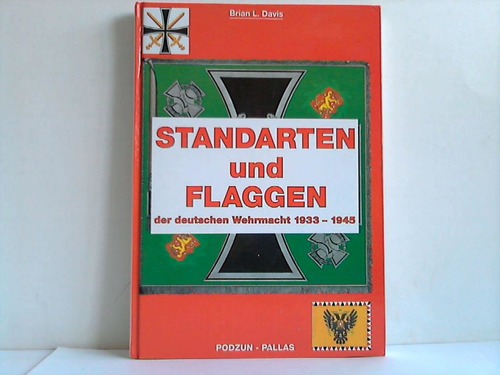 Brian L. Davis
STANDARTEN
und
FLAGGEN
der deutschen Wehrmacht 1933 – 1945
PODZUN - PALLAS